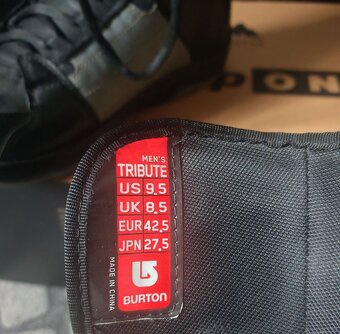 MEN'S
TRIBUTE
US 9.5
UK 8.5
EUR 42,5
JPN 27,5
BURTON
MADE IN CHINA